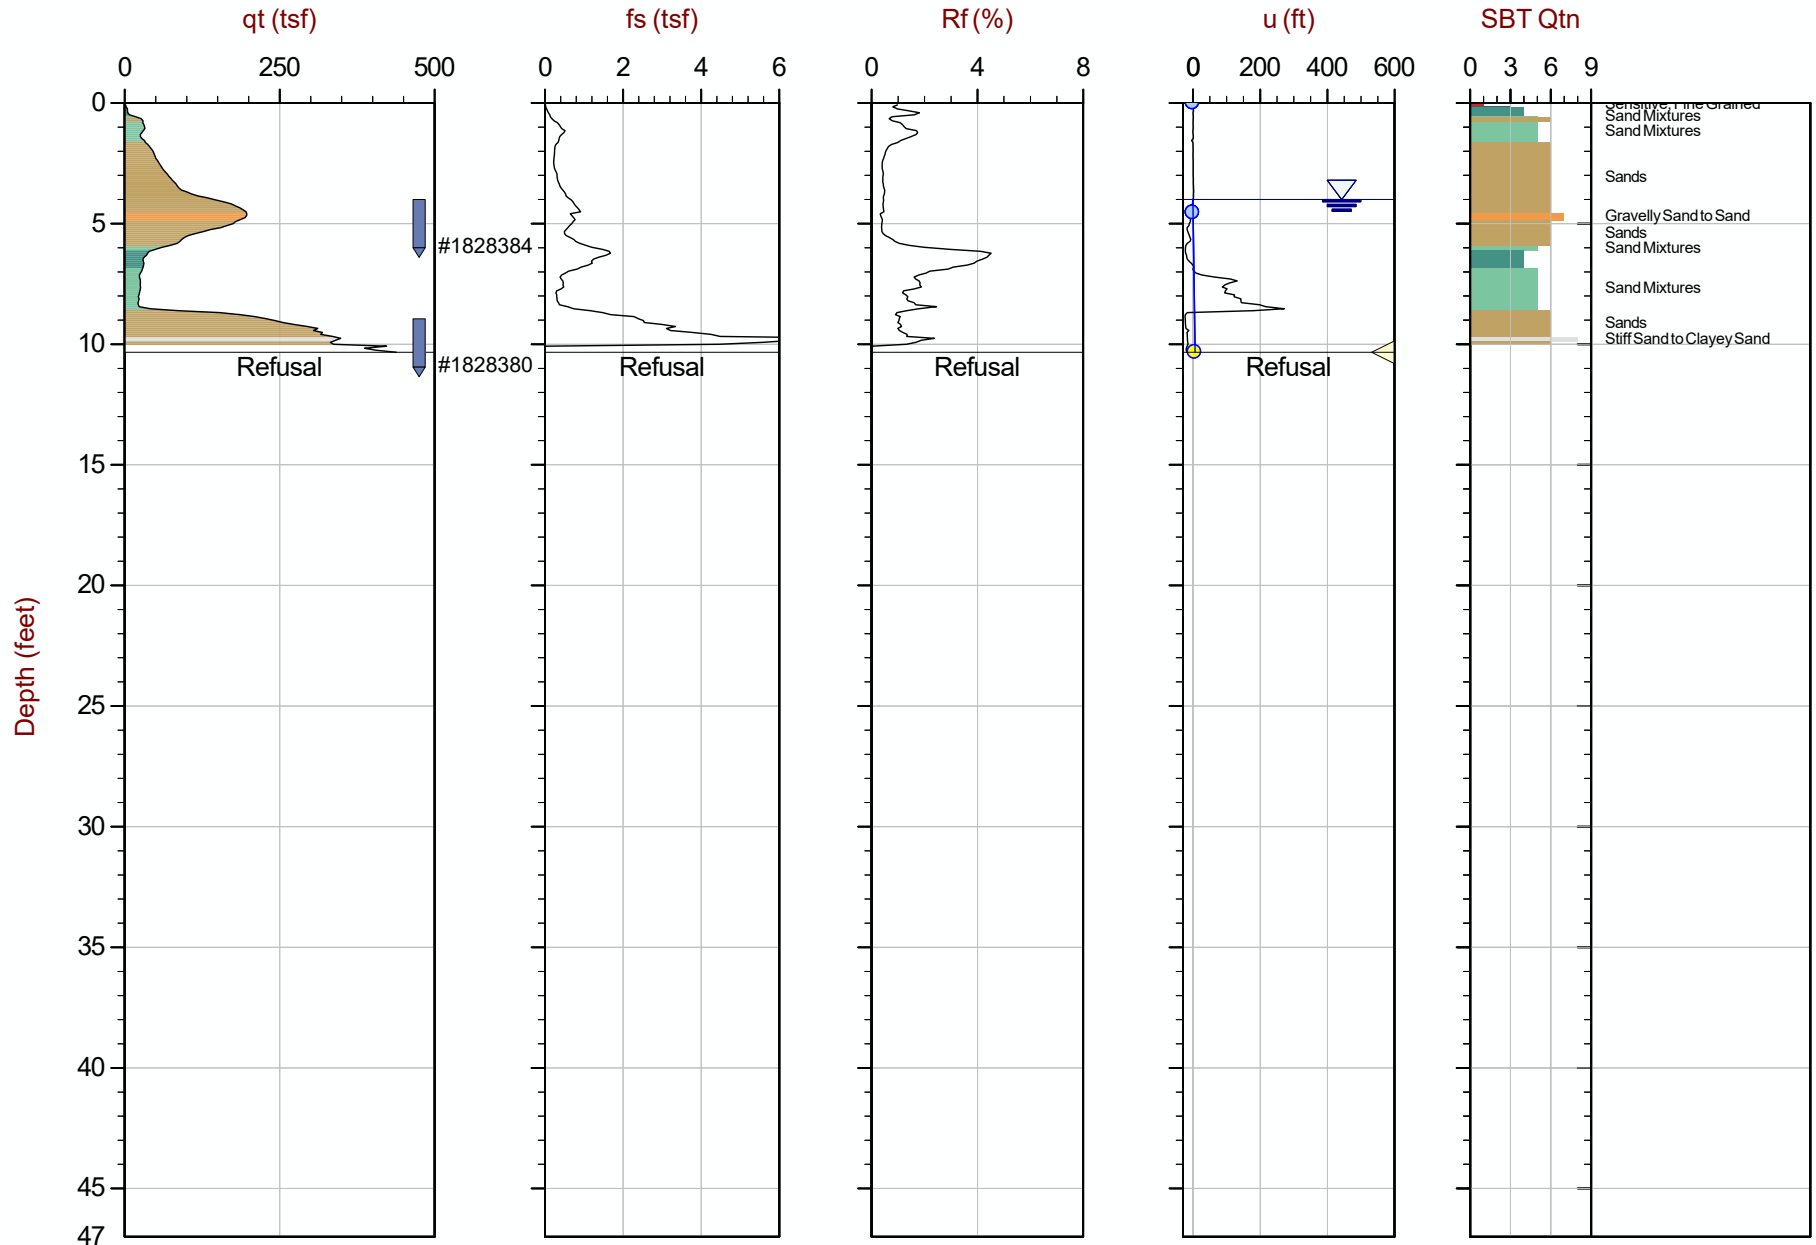 qt (tsf) fs (tsf) Rf (%) u (ft) SBT Qtn
0 250 500 0 2 4 6 0 4 8 0 200 400 600 0 3 6 9
0
Sensitive, Fine Grained
Sand Mixtures
Sand Mixtures
Sands
5
Gravelly Sand to Sand
Sands
#1828384
Sand Mixtures
Sand Mixtures
Sands
10
Stiff Sand to Clayey Sand
#1828380
Refusal Refusal Refusal Refusal
15
20
25
Depth (feet)
30
35
40
45
47